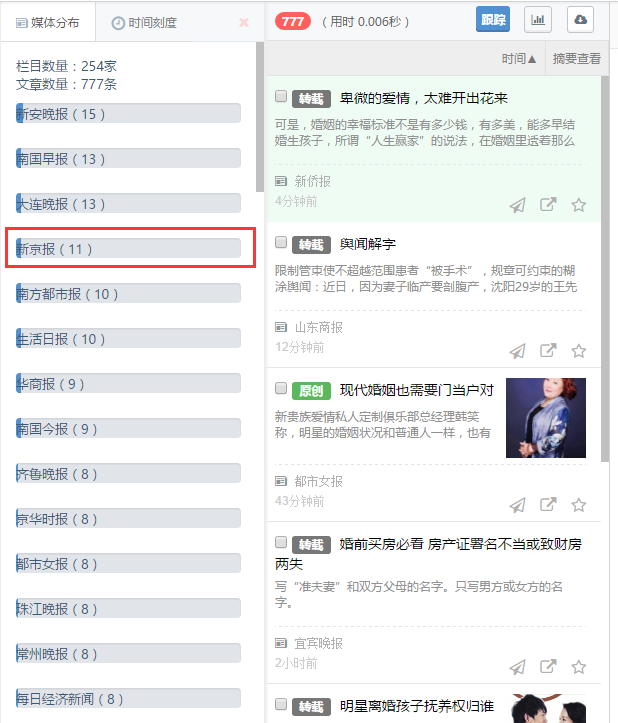 媒体分布
时间刻度
栏目数量：254家
文章数量：777条
新安晚报（15）
南国早报（13）
大连晚报（13）
新京报（11）
南方都市报（10）
生活日报（10）
华商报（9）
南国今报（9）
齐鲁晚报（8）
京华时报（8）
都市女报（8）
珠江晚报（8）
常州晚报（8）
每日经济新闻（8）
777 （用时 0.006秒）
跟踪
时间▲ 摘要查看
转载 卑微的爱情，太难开出花来
可是，婚姻的幸福标准不是有多少钱，有多美，能多早结
婚生孩子，所谓“人生赢家”的说法，在婚姻里透着那么
新侨报
4分钟前
转载 舆闻解字
限制管束使不超越范围患者“被手术”，规章可约束的糊
涂舆闻：近日，因为妻子临产要剖腹产，沈阳29岁的王先
山东商报
12分钟前
原创 现代婚姻也需要门当户对
新贵族爱情私人定制俱乐部总经理韩笑
称，明星的婚姻状况和普通人一样，也有
都市女报
43分钟前
转载 婚前买房必看 房产证署名不当或致财房
两失
写“准夫妻”和双方父母的名字。只写男方或女方的名
字。
宜宾晚报
2小时前
转载 明星离婚孩子抚养权归谁